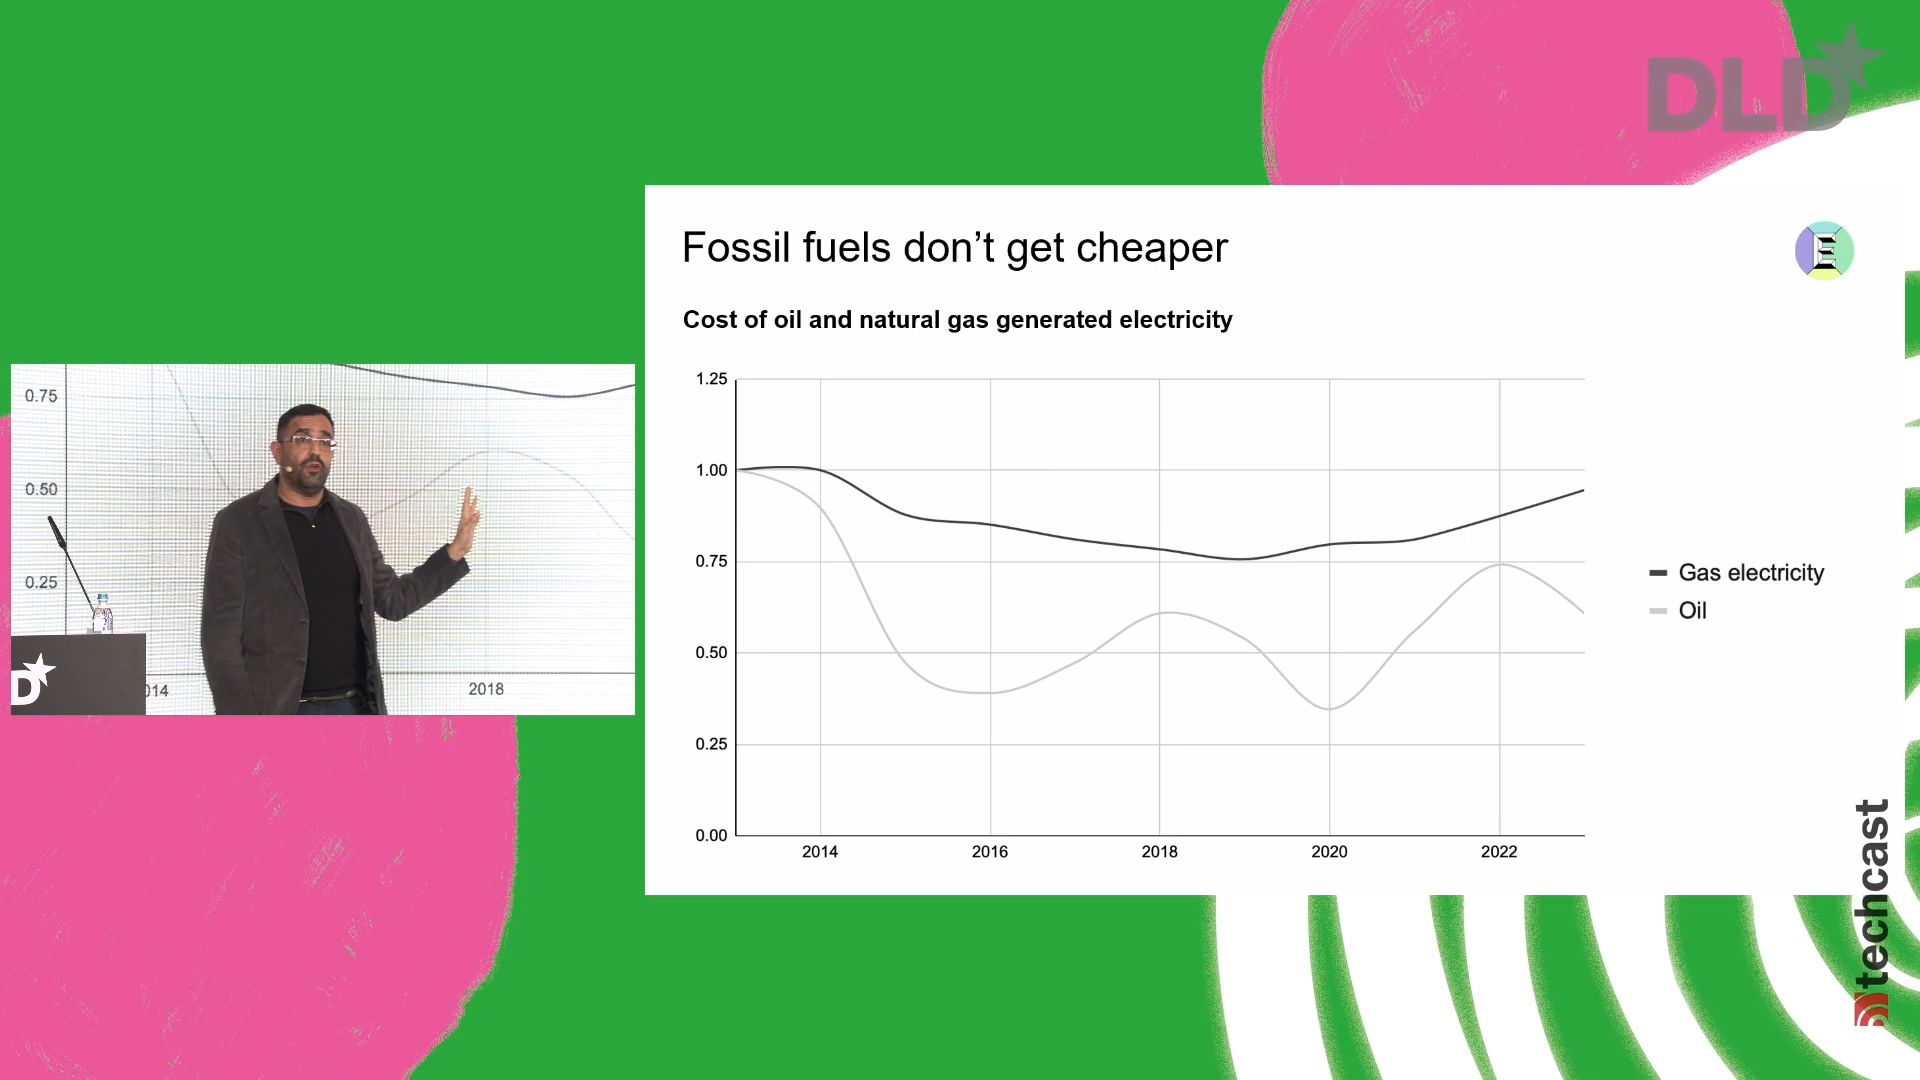 DLD
Fossil fuels don’t get cheaper
E
Cost of oil and natural gas generated electricity
1.25
1.00
0.75
0.50
0.25
0.00
2014
2016
2018
2020
2022
Gas electricity
Oil
0.75
0.50
0.25
014
2018
D
techcast